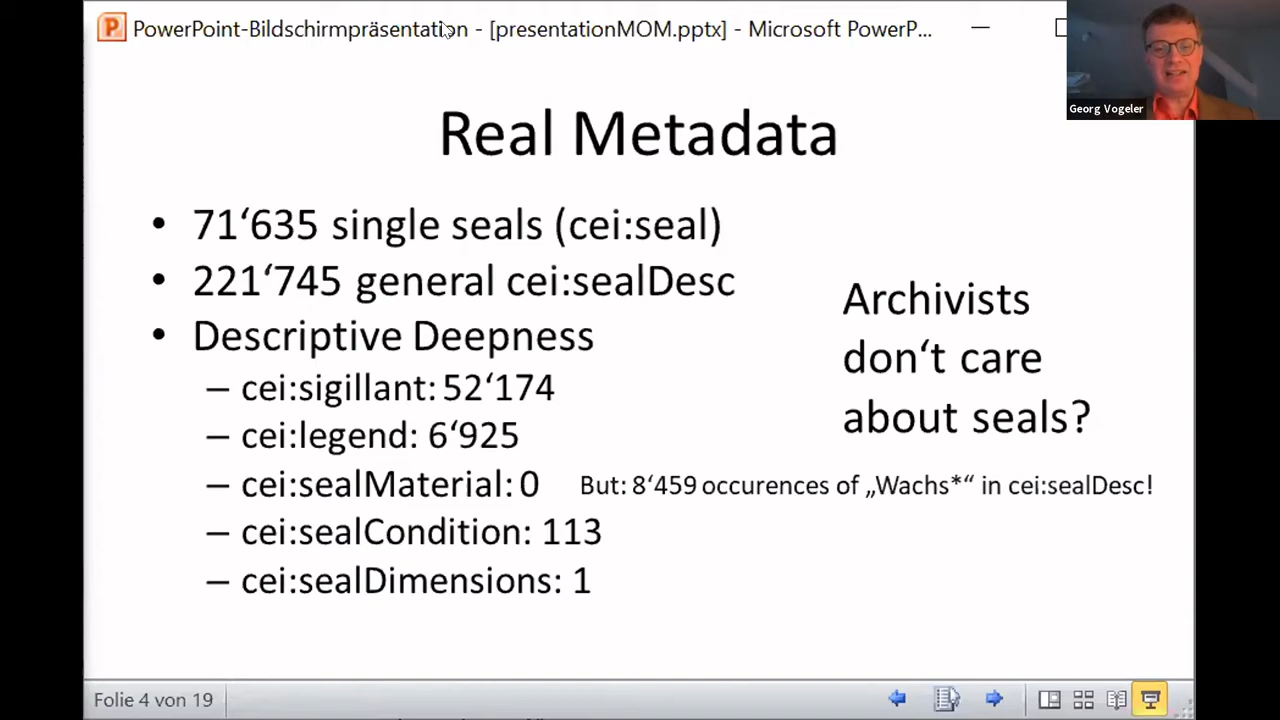 PowerPoint-Bildschirmpräsentation - [presentationMOM.pptx] - Microsoft PowerP...
Georg Vogeler
Real Metadata
• 71‘635 single seals (cei:seal)
• 221‘745 general cei:sealDesc
• Descriptive Deepness
– cei:sigillant: 52‘174
– cei:legend: 6‘925
– cei:sealMaterial: 0
But: 8‘459 occurences of „Wachs*“ in cei:sealDesc!
– cei:sealCondition: 113
– cei:sealDimensions: 1
Archivists
don‘t care
about seals?
Folie 4 von 19